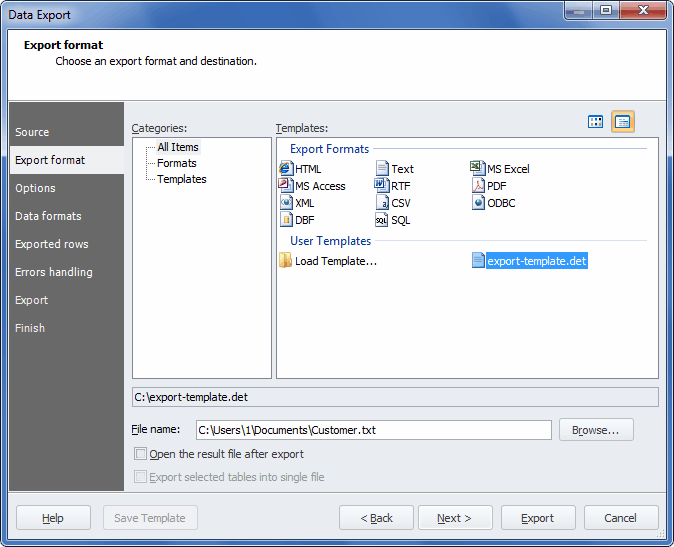 Data Export
Export format
Choose an export format and destination.
Source
Export format
Options
Data formats
Exported rows
Errors handling
Export
Finish
Categories:
All Items
Formats
Templates
Templates:
Export Formats
HTML Text MS Excel
MS Access RTF PDF
XML CSV ODBC
DBF SQL SQL
User Templates
Load Template... export-template.det
C:\export-template.det
File name: C:\Users\1\Documents\Customer.txt Browse...
Open the result file after export
Export selected tables into single file
Help Save Template < Back Next > Export Cancel